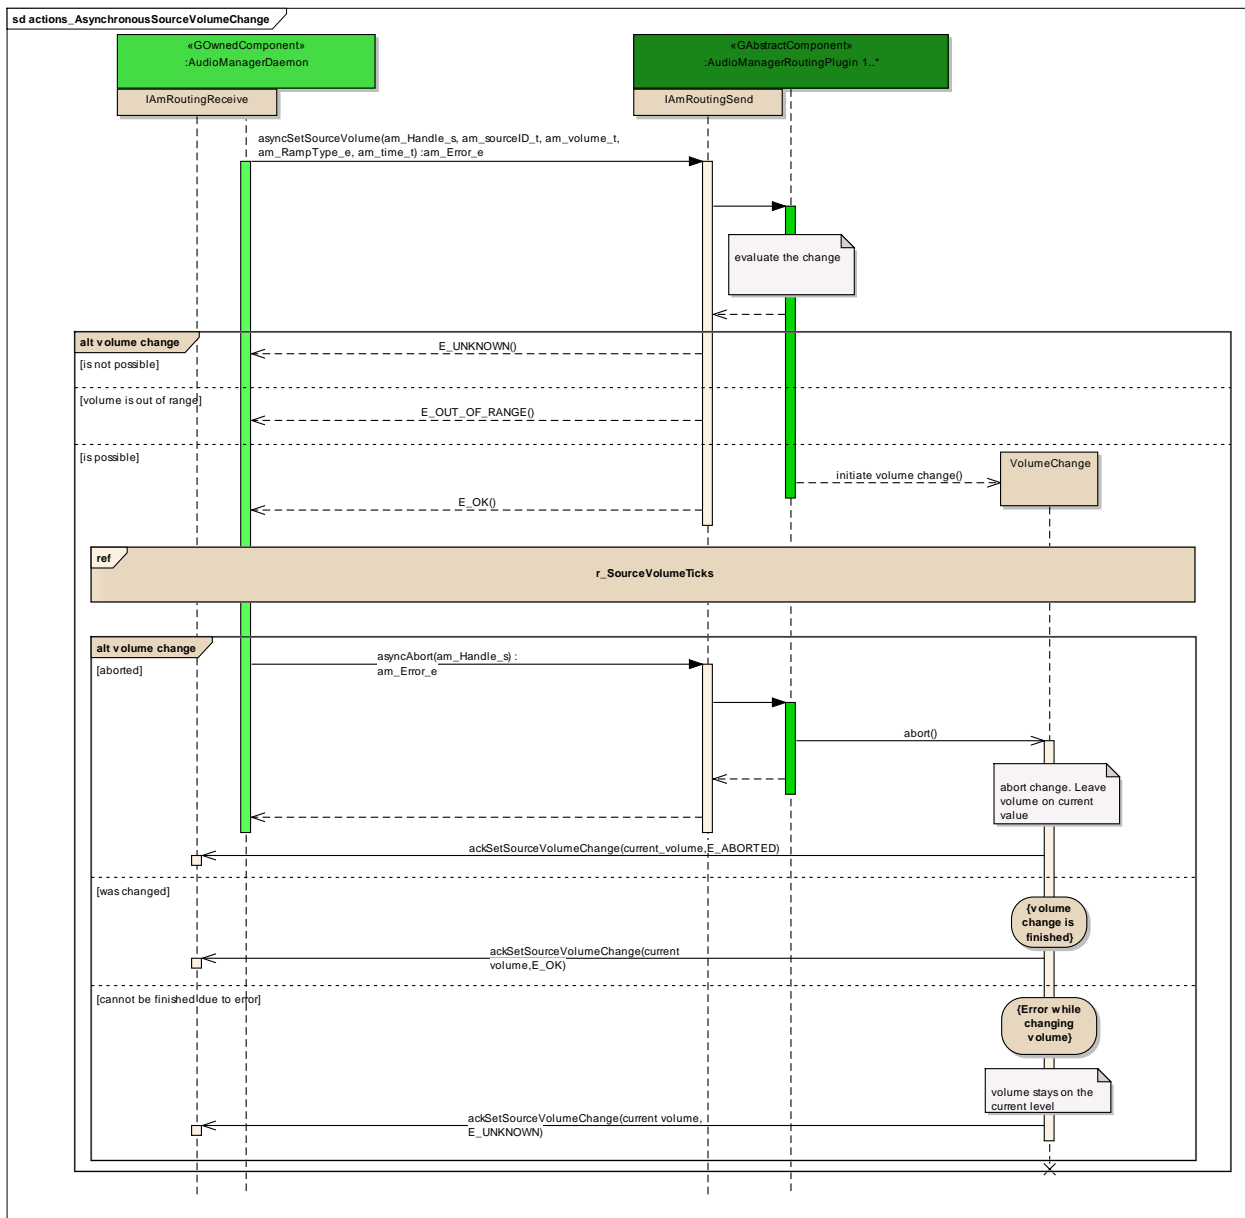 sd actions_AsynchronousSourceVolumeChange
«GOwnedComponent»
:AudioManagerDaemon
«GAbstractComponent»
:AudioManagerRoutingPlugin 1..*
IAmRoutingReceive
IAmRoutingSend
asyncSetSourceVolume(am_Handle_s, am_sourceID_t, am_volume_t,
am_RampType_e, am_time_t) :am_Error_e
evaluate the change
alt volume change
E_UNKNOWN()
[is not possible]
[volume is out of range]
E_OUT_OF_RANGE()
[is possible]
VolumeChange
initiate volume change()
E_OK()
ref
r_SourceVolumeTicks
alt volume change
asyncAbort(am_Handle_s) :
am_Error_e
[aborted]
abort()
abort change. Leave
volume on current
value
ackSetSourceVolumeChange(current_volume,E_ABORTED)
[was changed]
{volume
change is
finished}
ackSetSourceVolumeChange(current
volume,E_OK)
[cannot be finished due to error]
{Error while
changing
volume}
volume stays on the
current level
ackSetSourceVolumeChange(current volume,
E_UNKNOWN)